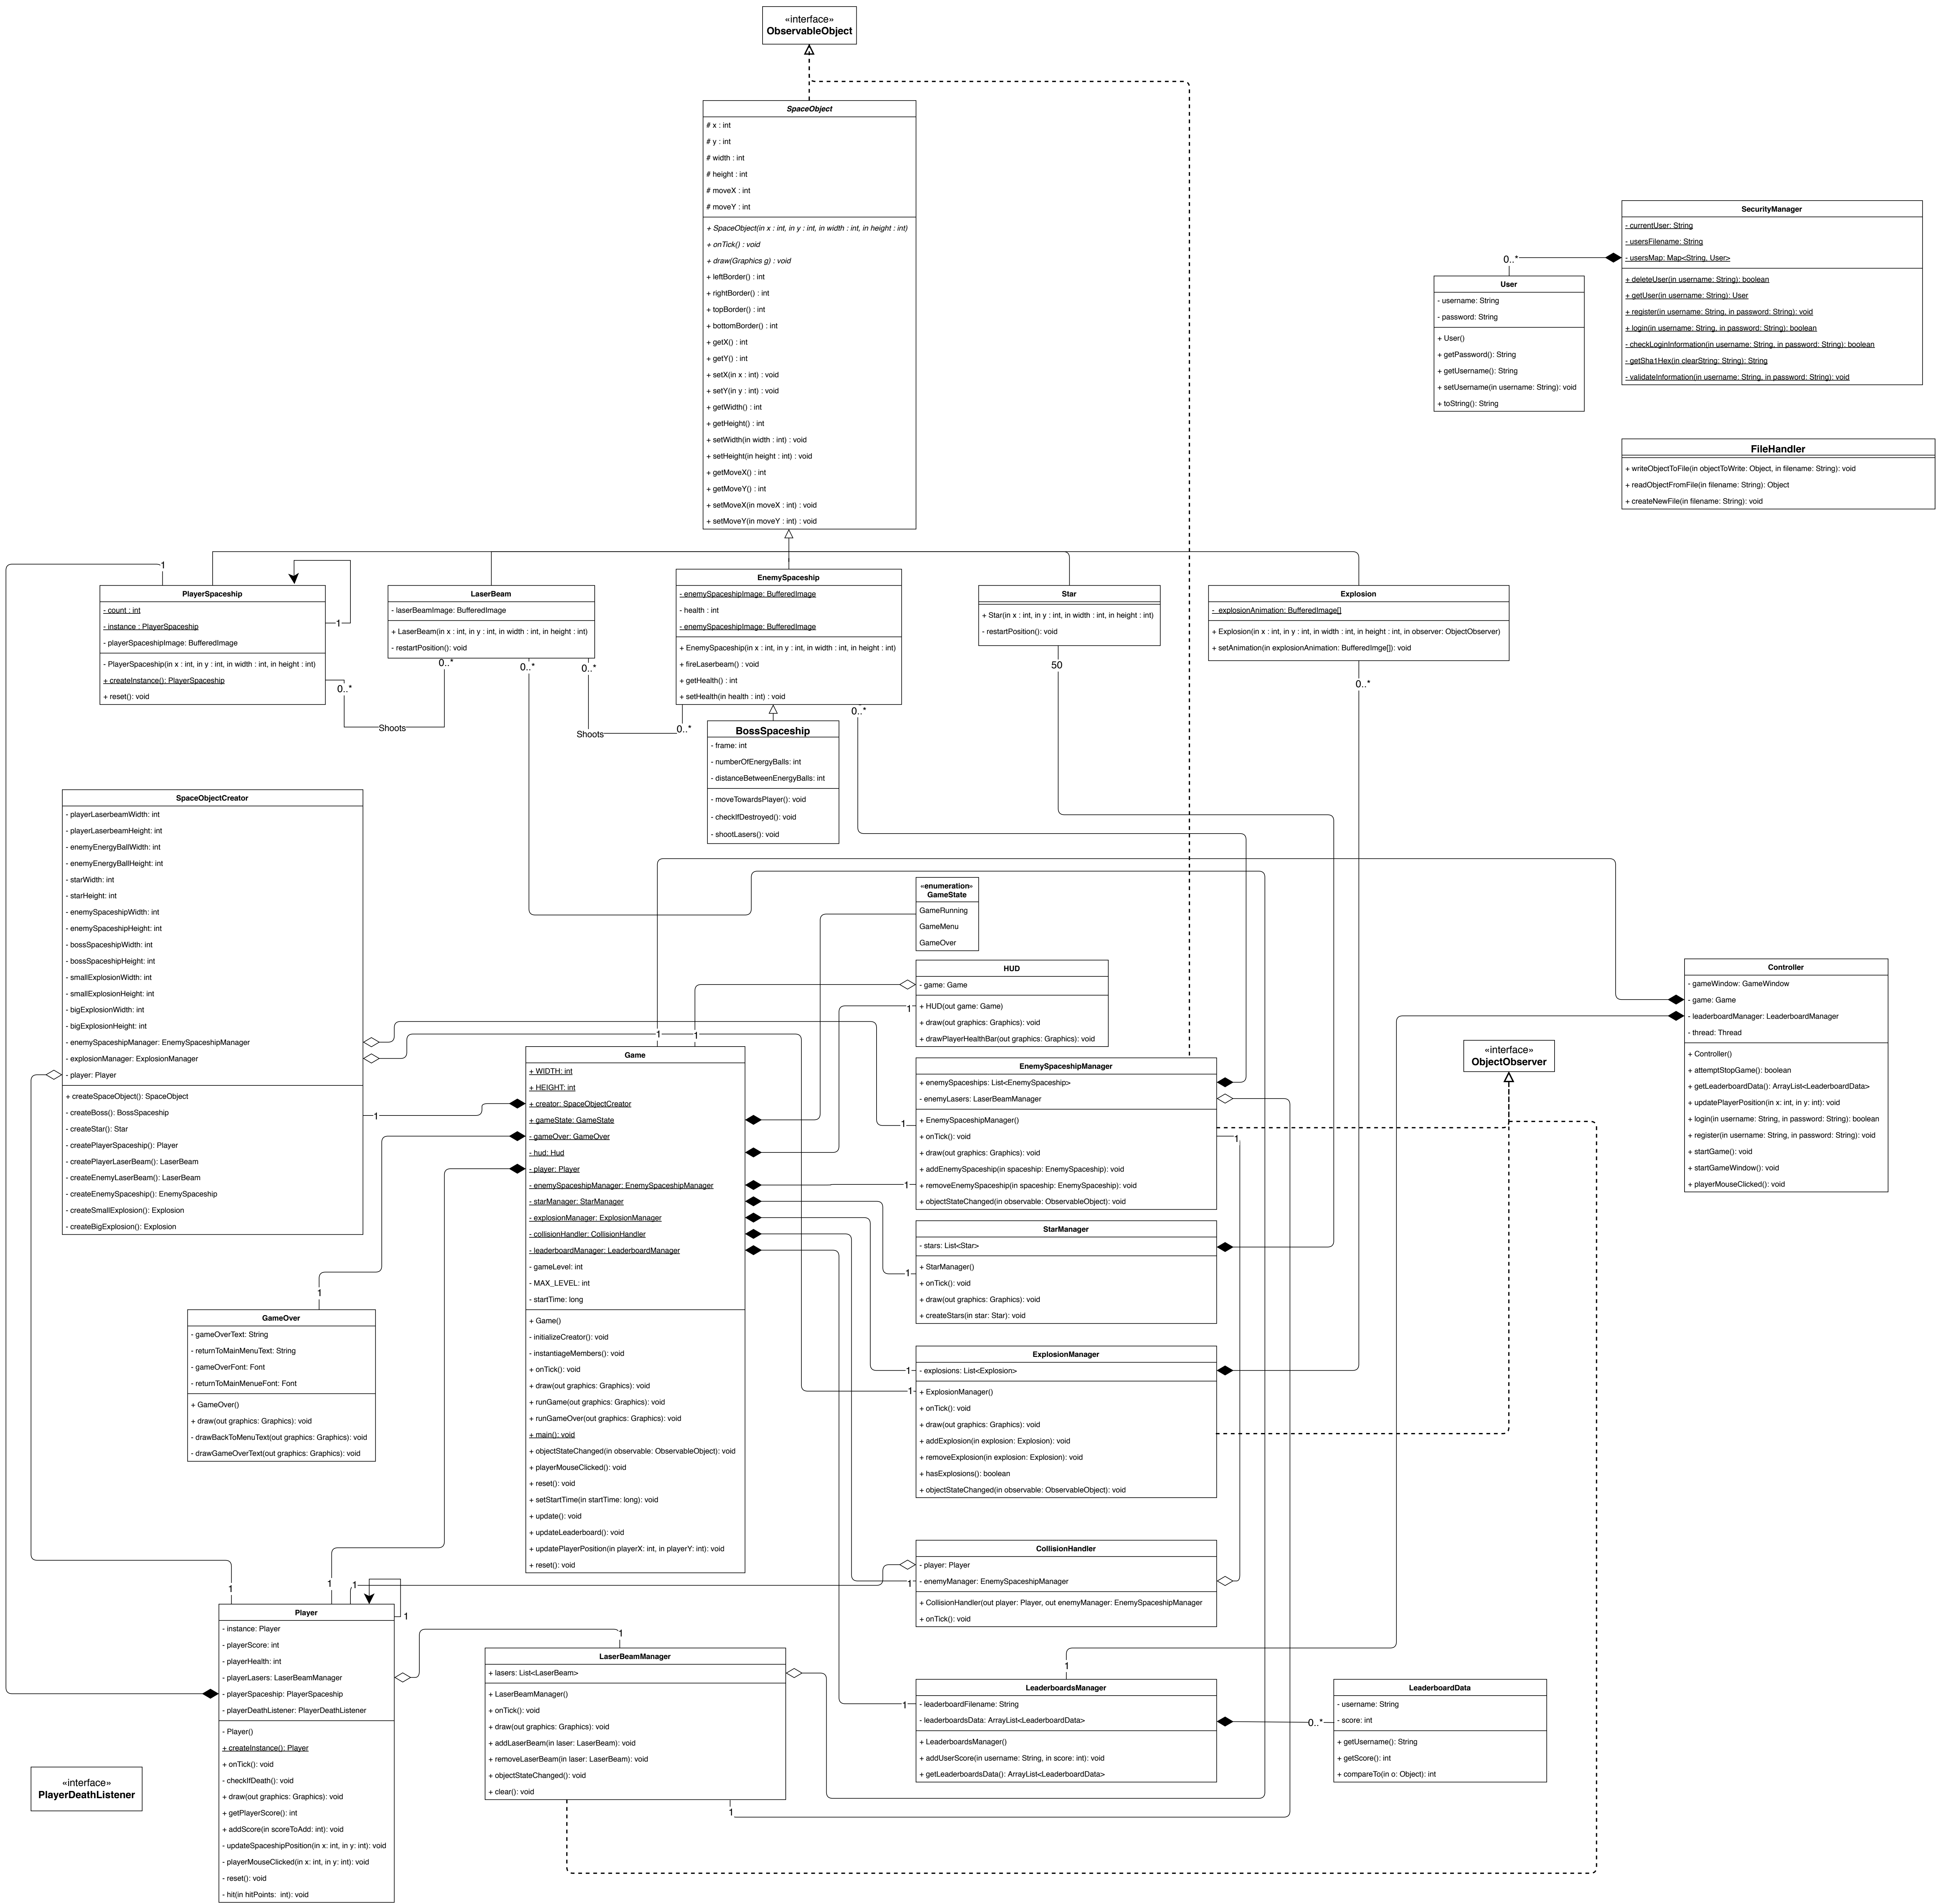 «interface»
ObservableObject
SpaceObject
# x : int
# y : int
# width : int
# height : int
# moveX : int
# moveY : int
+ SpaceObject(in x : int, in y : int, in width : int, in height : int)
+ onTick() : void
+ draw(Graphics g) : void
+ leftBorder() : int
+ rightBorder() : int
+ topBorder() : int
+ bottomBorder() : int
+ getX() : int
+ getY() : int
+ setX(in x : int) : void
+ setY(in y : int) : void
+ getWidth() : int
+ getHeight() : int
+ setWidth(in width : int) : void
+ setHeight(in height : int) : void
+ getMoveX() : int
+ getMoveY() : int
+ setMoveX(in moveX : int) : void
+ setMoveY(in moveY : int) : void
SecurityManager
- currentUser: String
- usersFilename: String
- usersMap: Map<String, User>
+ deleteUser(in username: String): boolean
+ getUser(in username: String): User
+ register(in username: String, in password: String): void
+ login(in username: String, in password: String): boolean
- checkLoginInformation(in username: String, in password: String): boolean
- getSha1Hex(in clearString: String): String
- validateInformation(in username: String, in password: String): void
0..*
User
- username: String
- password: String
+ User()
+ getPassword(): String
+ getUsername(): String
+ setUsername(in username: String): void
+ toString(): String
FileHandler
+ writeObjectToFile(in objectToWrite: Object, in filename: String): void
+ readObjectFromFile(in filename: String): Object
+ createNewFile(in filename: String): void
1
PlayerSpaceship
- count : int
- instance : PlayerSpaceship
- playerSpaceshipImage: BufferedImage
- PlayerSpaceship(in x : int, in y : int, in width : int, in height : int)
+ createInstance(): PlayerSpaceship
+ reset(): void
1
0..*
Shoots
LaserBeam
- laserBeamImage: BufferedImage
+ LaserBeam(in x : int, in y : int, in width : int, in height : int)
- restartPosition(): void
0..*
0..*
0..*
Shoots
0..*
EnemySpaceship
- enemySpaceshipImage: BufferedImage
- health : int
- enemySpaceshipImage: BufferedImage
+ EnemySpaceship(in x : int, in y : int, in width : int, in height : int)
+ fireLaserbeam() : void
+ getHealth() : int
+ setHealth(in health : int) : void
0..*
BossSpaceship
- frame: int
- numberOfEnergyBalls: int
- distanceBetweenEnergyBalls: int
- moveTowardsPlayer(): void
- checkIfDestroyed(): void
- shootLasers(): void
Star
+ Star(in x : int, in y : int, in width : int, in height : int)
- restartPosition(): void
50
Explosion
- explosionAnimation: BufferedImage[]
+ Explosion(in x : int, in y : int, in width : int, in height : int, in observer: ObjectObserver)
+ setAnimation(in explosionAnimation: BufferedImge[]): void
0..*
SpaceObjectCreator
- playerLaserbeamWidth: int
- playerLaserbeamHeight: int
- enemyEnergyBallWidth: int
- enemyEnergyBallHeight: int
- starWidth: int
- starHeight: int
- enemySpaceshipWidth: int
- enemySpaceshipHeight: int
- bossSpaceshipWidth: int
- bossSpaceshipHeight: int
- smallExplosionWidth: int
- smallExplosionHeight: int
- bigExplosionWidth: int
- bigExplosionHeight: int
- enemySpaceshipManager: EnemySpaceshipManager
- explosionManager: ExplosionManager
- player: Player
+ createSpaceObject(): SpaceObject
- createBoss(): BossSpaceship
- createStar(): Star
- createPlayerSpaceship(): Player
- createPlayerLaserBeam(): LaserBeam
- createEnemyLaserBeam(): LaserBeam
- createEnemySpaceship(): EnemySpaceship
- createSmallExplosion(): Explosion
- createBigExplosion(): Explosion
1
«enumeration»
GameState
GameRunning
GameMenu
GameOver
HUD
- game: Game
+ HUD(out game: Game)
+ draw(out graphics: Graphics): void
+ drawPlayerHealthBar(out graphics: Graphics): void
1
1
1
Game
+ WIDTH: int
+ HEIGHT: int
+ creator: SpaceObjectCreator
+ gameState: GameState
- gameOver: GameOver
- hud: Hud
- player: Player
- enemySpaceshipManager: EnemySpaceshipManager
- starManager: StarManager
- explosionManager: ExplosionManager
- collisionHandler: CollisionHandler
- leaderboardManager: LeaderboardManager
- gameLevel: int
- MAX_LEVEL: int
- startTime: long
+ Game()
- initializeCreator(): void
- instantiageMembers(): void
+ onTick(): void
+ draw(out graphics: Graphics): void
+ runGame(out graphics: Graphics): void
+ runGameOver(out graphics: Graphics): void
+ main(): void
+ objectStateChanged(in observable: ObservableObject): void
+ playerMouseClicked(): void
+ reset(): void
+ setStartTime(in startTime: long): void
+ update(): void
+ updateLeaderboard(): void
+ updatePlayerPosition(in playerX: int, in playerY: int): void
+ reset(): void
EnemySpaceshipManager
+ enemySpaceships: List<EnemySpaceship>
- enemyLasers: LaserBeamManager
+ EnemySpaceshipManager()
+ onTick(): void
+ draw(out graphics: Graphics): void
+ addEnemySpaceship(in spaceship: EnemySpaceship): void
+ removeEnemySpaceship(in spaceship: EnemySpaceship): void
+ objectStateChanged(in observable: ObservableObject): void
1
1
1
«interface»
ObjectObserver
Controller
- gameWindow: GameWindow
- game: Game
- leaderboardManager: LeaderboardManager
- thread: Thread
+ Controller()
+ attemptStopGame(): boolean
+ getLeaderboardData(): ArrayList<LeaderboardData>
+ updatePlayerPosition(in x: int, in y: int): void
+ login(in username: String, in password: String): boolean
+ register(in username: String, in password: String): void
+ startGame(): void
+ startGameWindow(): void
+ playerMouseClicked(): void
StarManager
- stars: List<Star>
+ StarManager()
+ onTick(): void
+ draw(out graphics: Graphics): void
+ createStars(in star: Star): void
1
1
GameOver
- gameOverText: String
- returnToMainMenuText: String
- gameOverFont: Font
- returnToMainMenueFont: Font
+ GameOver()
+ draw(out graphics: Graphics): void
- drawBackToMenuText(out graphics: Graphics): void
- drawGameOverText(out graphics: Graphics): void
ExplosionManager
- explosions: List<Explosion>
+ ExplosionManager()
+ onTick(): void
+ draw(out graphics: Graphics): void
+ addExplosion(in explosion: Explosion): void
+ removeExplosion(in explosion: Explosion): void
+ hasExplosions(): boolean
+ objectStateChanged(in observable: ObservableObject): void
1
1
CollisionHandler
- player: Player
- enemyManager: EnemySpaceshipManager
+ CollisionHandler(out player: Player, out enemyManager: EnemySpaceshipManager
+ onTick(): void
1
1
1
1
1
Player
- instance: Player
- playerScore: int
- playerHealth: int
- playerLasers: LaserBeamManager
- playerSpaceship: PlayerSpaceship
- playerDeathListener: PlayerDeathListener
- Player()
+ createInstance(): Player
+ onTick(): void
- checkIfDeath(): void
+ draw(out graphics: Graphics): void
+ getPlayerScore(): int
+ addScore(in scoreToAdd: int): void
- updateSpaceshipPosition(in x: int, in y: int): void
- playerMouseClicked(in x: int, in y: int): void
- reset(): void
- hit(in hitPoints: int): void
1
LaserBeamManager
+ lasers: List<LaserBeam>
+ LaserBeamManager()
+ onTick(): void
+ draw(out graphics: Graphics): void
+ addLaserBeam(in laser: LaserBeam): void
+ removeLaserBeam(in laser: LaserBeam): void
+ objectStateChanged(): void
+ clear(): void
1
1
1
LeaderboardsManager
- leaderboardFilename: String
- leaderboardsData: ArrayList<LeaderboardData>
+ LeaderboardsManager()
+ addUserScore(in username: String, in score: int): void
+ getLeaderboardsData(): ArrayList<LeaderboardData>
0..*
LeaderboardData
- username: String
- score: int
+ getUsername(): String
+ getScore(): int
+ compareTo(in o: Object): int
«interface»
PlayerDeathListener